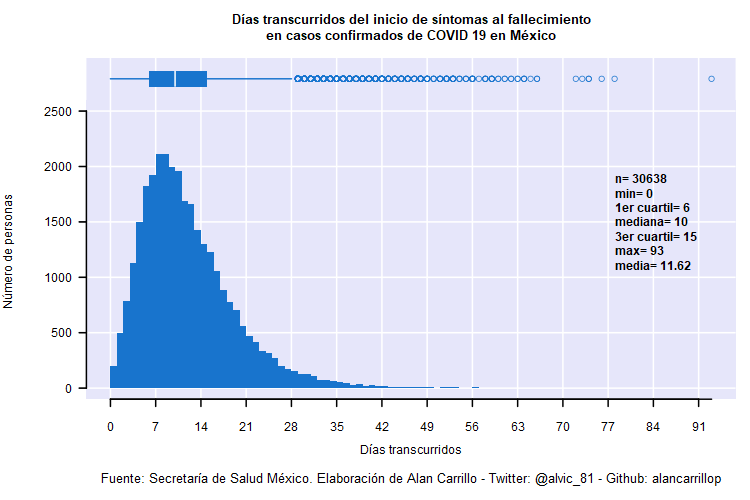 Días transcurridos del inicio de síntomas al fallecimiento
en casos confirmados de COVID 19 en México
Número de personas
2500
2000
1500
1000
500
0
n= 30638
min= 0
1er cuartil= 6
mediana= 10
3er cuartil= 15
max= 93
media= 11.62
0 7 14 21 28 35 42 49 56 63 70 77 84 91
Días transcurridos
Fuente: Secretaría de Salud México. Elaboración de Alan Carrillo - Twitter: @alvic_81 - Github: alancarrillop